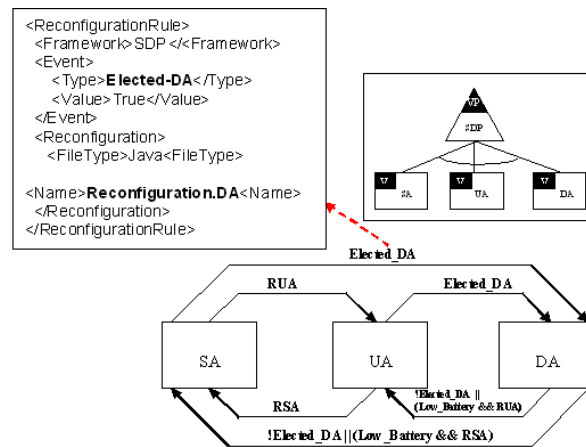 <ReconfigurationRule>
<Framework>SDP</<Framework>
<Event>
<Type>Elected-DA</Type>
<Value>True</Value>
</Event>
<Reconfiguration>
<FileType>Java<FileType>
<Name>Reconfiguration.DA<Name>
</Reconfiguration>
</ReconfigurationRule>
VP
SDP
V
SA
V
UA
V
DA
Elected_DA
RUA
Elected_DA
SA
UA
DA
RSA
!Elected_DA ||
(Low_Battery && RUA)
!Elected_DA||(Low_Battery && RSA)